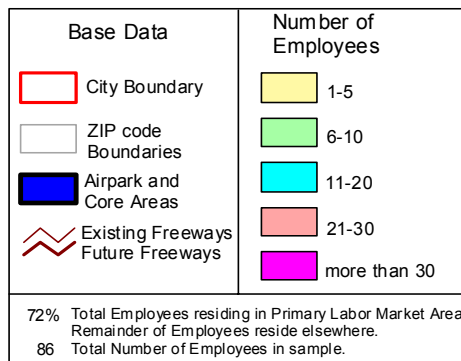 Base Data
City Boundary
ZIP code
Boundaries
Airpark and
Core Areas
Existing Freeways
Future Freeways
Number of
Employees
1-5
6-10
11-20
21-30
more than 30
72% Total Employees residing in Primary Labor Market Area
Remainder of Employees reside elsewhere.
86 Total Number of Employees in sample.